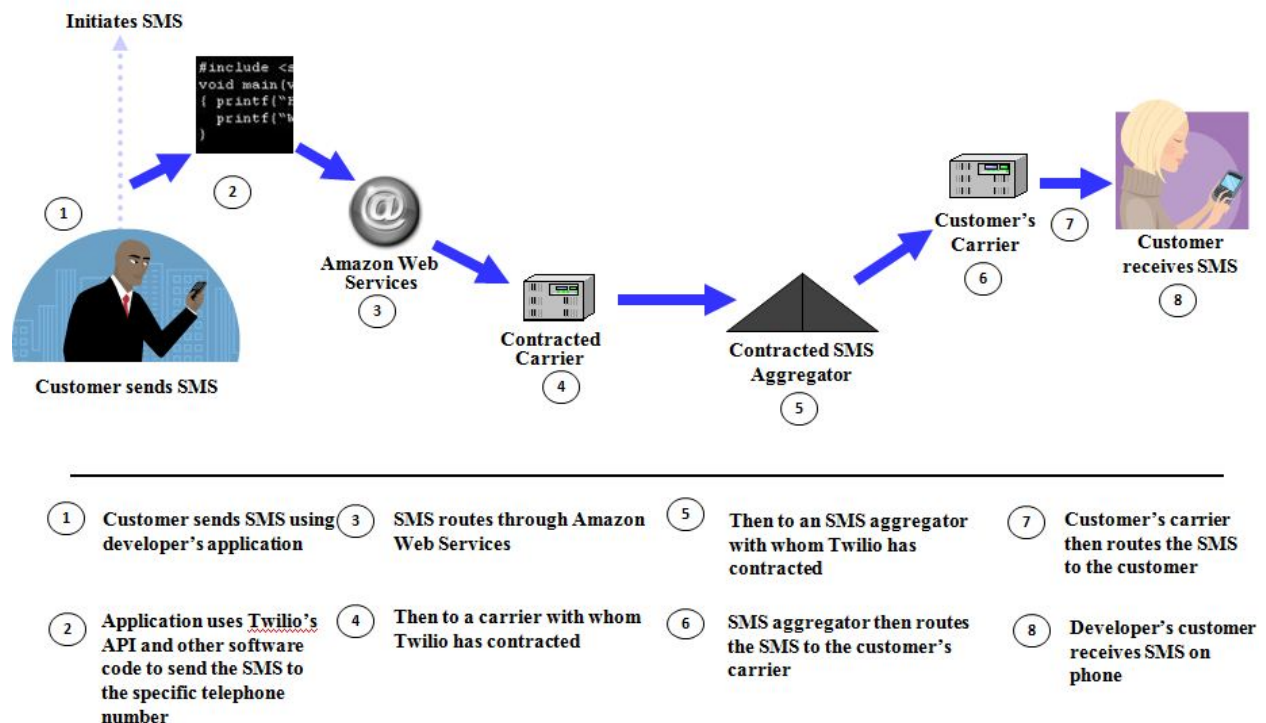 Initiates SMS
#include <s
void main(v
{ printf("
printf("
}
1
2
Customer sends SMS
Amazon Web
Services
3
Contracted
Carrier
4
Contracted SMS
Aggregator
5
Customer's
Carrier
6
7
Customer
receives SMS
8
1
Customer sends SMS using
developer's application
2
Application uses Twilio's
API and other software
code to send the SMS to
the specific telephone
number
3
SMS routes through Amazon
Web Services
4
Then to a carrier with whom
Twilio has contracted
5
Then to an SMS aggregator
with whom Twilio has
contracted
6
SMS aggregator then routes
the SMS to the customer's
carrier
7
Customer's carrier
then routes the SMS
to the customer
8
Developer's customer
receives SMS on
phone